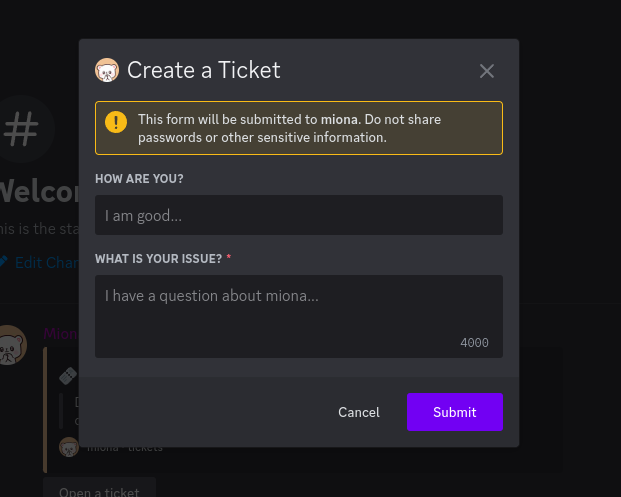 Create a Ticket
This form will be submitted to miona. Do not share
passwords or other sensitive information.
HOW ARE YOU?
I am good...
WHAT IS YOUR ISSUE? *
I have a question about miona...
4000
Cancel
Submit
#
his is the sta
Edit Chan
miona tickets
Open a ticket